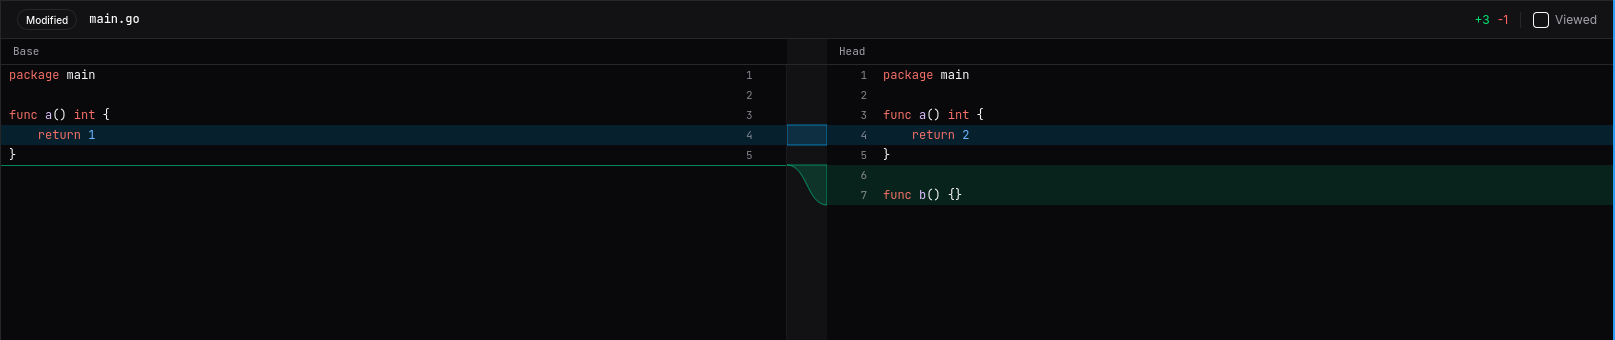 Modified main.go +3 -1 Viewed
Base
package main 1
2
func a() int { 3
    return 1 4
} 5
Head
1 package main
2
3 func a() int {
4     return 2
5 }
6
7 func b() {}